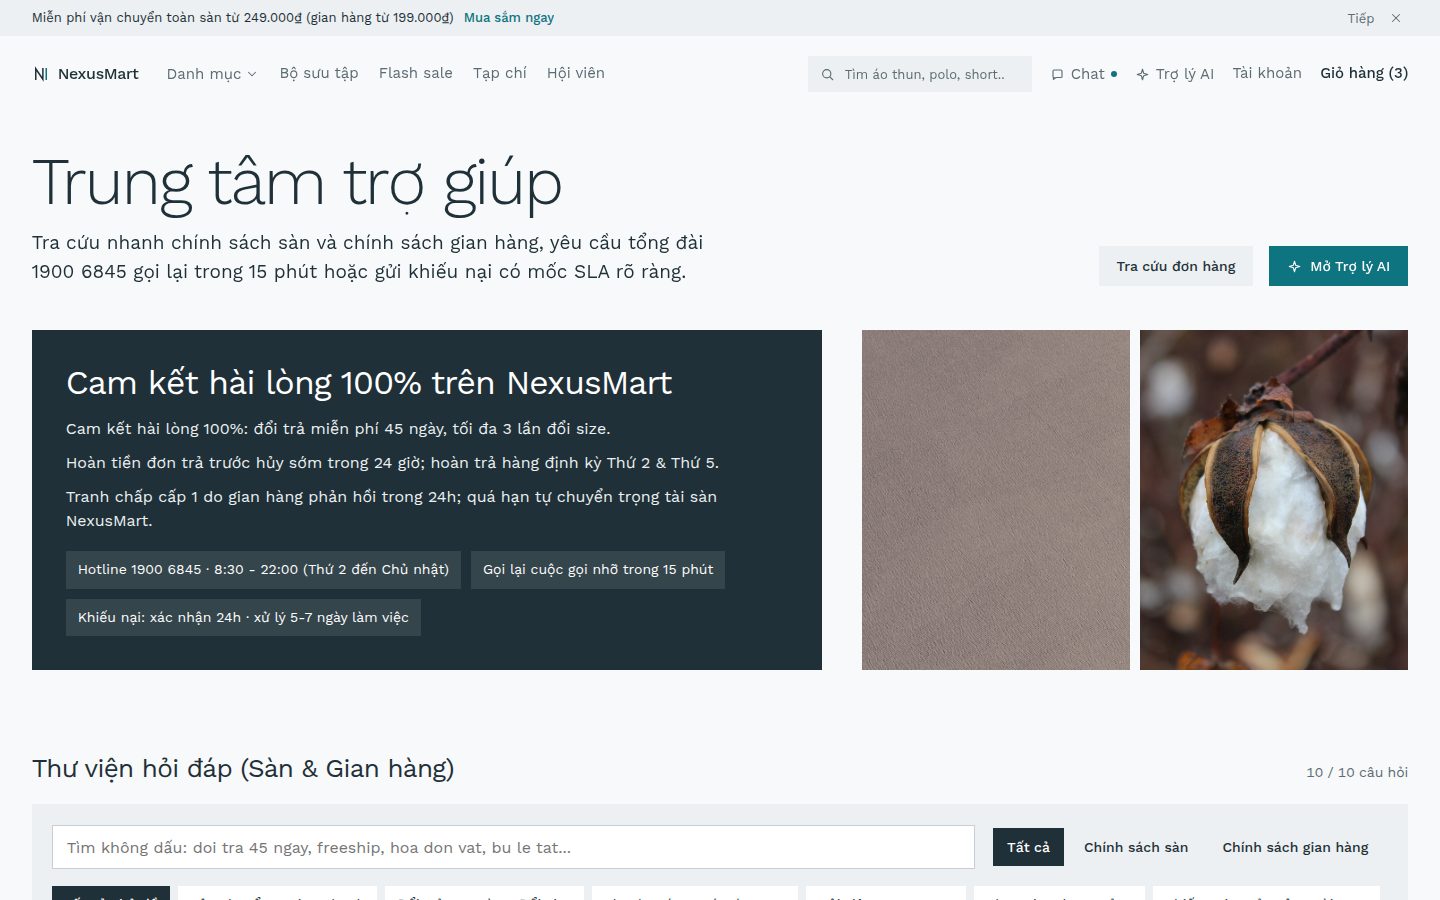 Miễn phí vận chuyển toàn sàn từ 249.000₫ (gian hàng từ 199.000₫) Mua sắm ngay
Tiếp
NexusMart
Danh mục
Bộ sưu tập
Flash sale
Tạp chí
Hội viên
Tìm áo thun, polo, short..
Chat
Trợ lý AI
Tài khoản
Giỏ hàng (3)
Trung tâm trợ giúp
Tra cứu nhanh chính sách sàn và chính sách gian hàng, yêu cầu tổng đài
1900 6845 gọi lại trong 15 phút hoặc gửi khiếu nại có mốc SLA rõ ràng.
Tra cứu đơn hàng
Mở Trợ lý AI
Cam kết hài lòng 100% trên NexusMart
Cam kết hài lòng 100%: đổi trả miễn phí 45 ngày, tối đa 3 lần đổi size.
Hoàn tiền đơn trả trước hủy sớm trong 24 giờ; hoàn trả hàng định kỳ Thứ 2 & Thứ 5.
Tranh chấp cấp 1 do gian hàng phản hồi trong 24h; quá hạn tự chuyển trọng tài sàn
NexusMart.
Hotline 1900 6845 · 8:30 - 22:00 (Thứ 2 đến Chủ nhật)
Gọi lại cuộc gọi nhỡ trong 15 phút
Khiếu nại: xác nhận 24h · xử lý 5-7 ngày làm việc
Thư viện hỏi đáp (Sàn & Gian hàng)
10 / 10 câu hỏi
Tìm không dấu: doi tra 45 ngay, freeship, hoa don vat, bu le tat...
Tất cả
Chính sách sàn
Chính sách gian hàng